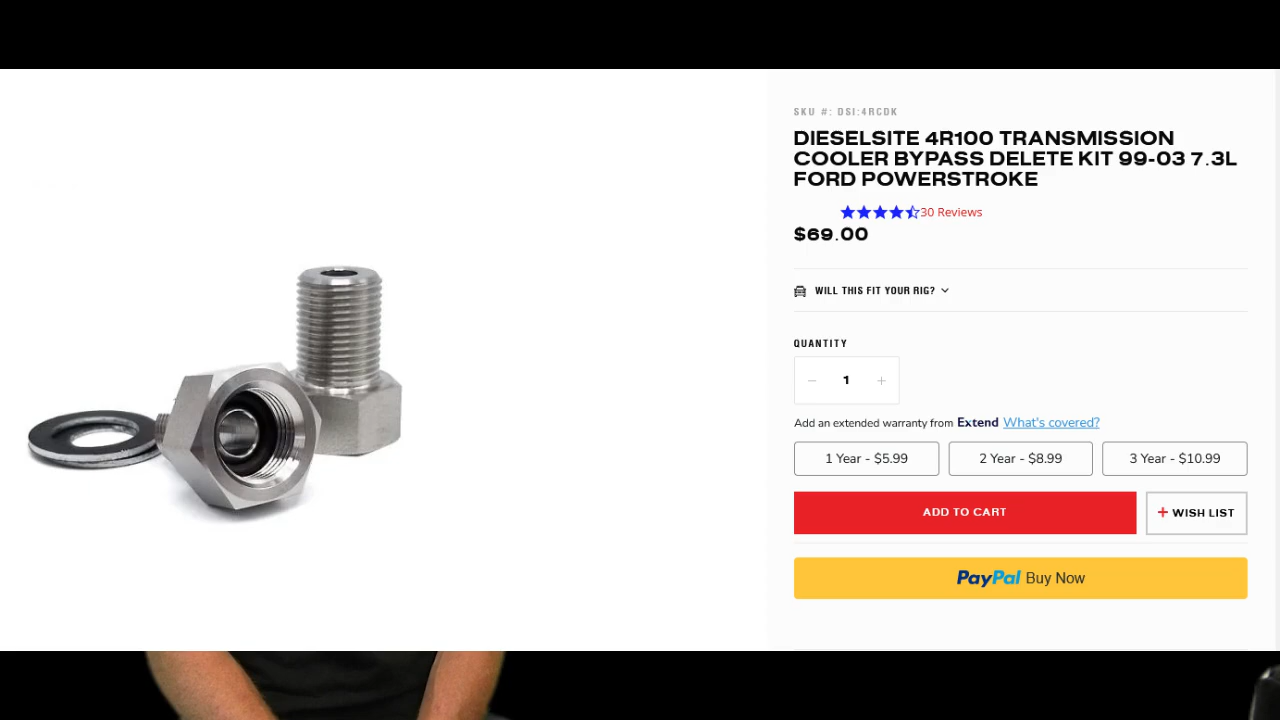 SKU #: DSI:4RCDK
DIESELSITE 4R100 TRANSMISSION
COOLER BYPASS DELETE KIT 99-03 7.3L
FORD POWERSTROKE
30 Reviews
$69.00
WILL THIS FIT YOUR RIG?
QUANTITY
− 1 +
Add an extended warranty from Extend What's covered?
1 Year - $5.99 2 Year - $8.99 3 Year - $10.99
ADD TO CART + WISH LIST
PayPal Buy Now